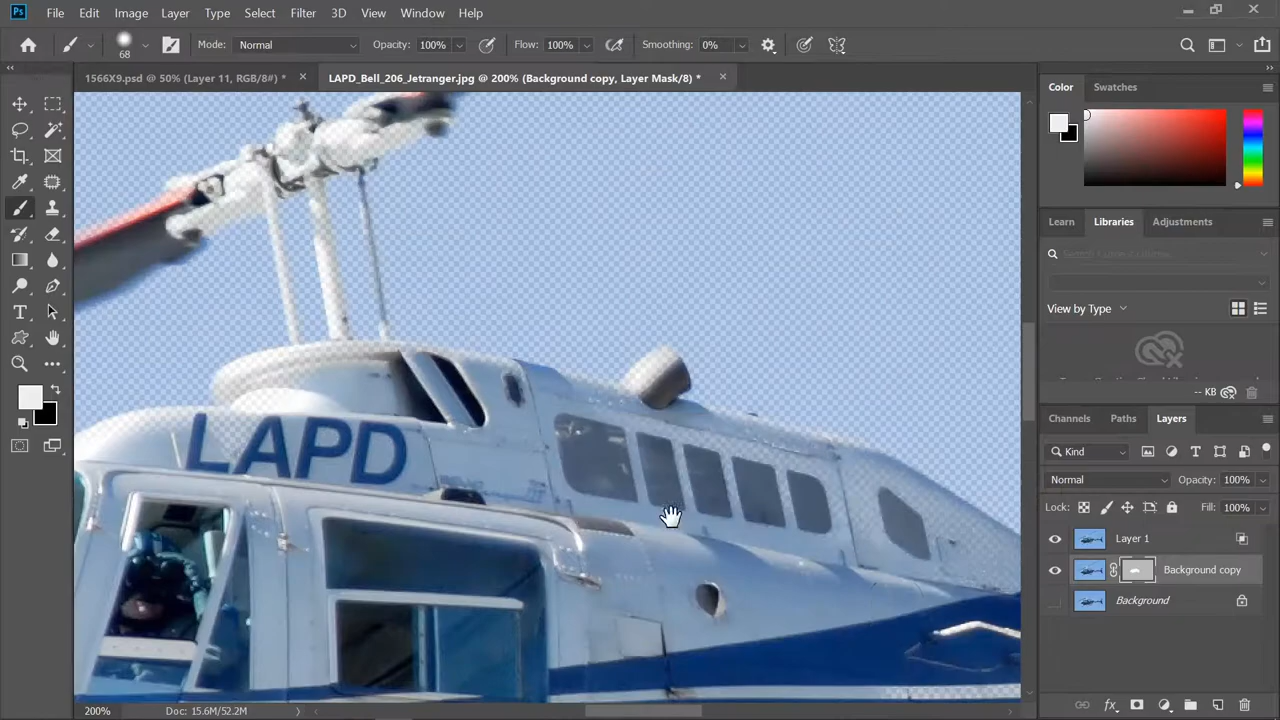 Ps File Edit Image Layer Type Select Filter 3D View Window Help
68 Mode: Normal Opacity: 100% Flow: 100% Smoothing: 0%
1566X9.psd @ 50% (Layer 11, RGB/8#) * × LAPD_Bell_206_Jetranger.jpg @ 200% (Background copy, Layer Mask/8) * ×
Color Swatches
Learn Libraries Adjustments
View by Type
-- KB
LAPD
Channels Paths Layers
Kind
Normal Opacity: 100%
Lock: Fill: 100%
Layer 1
Background copy
Background
200% Doc: 15.6M/52.2M